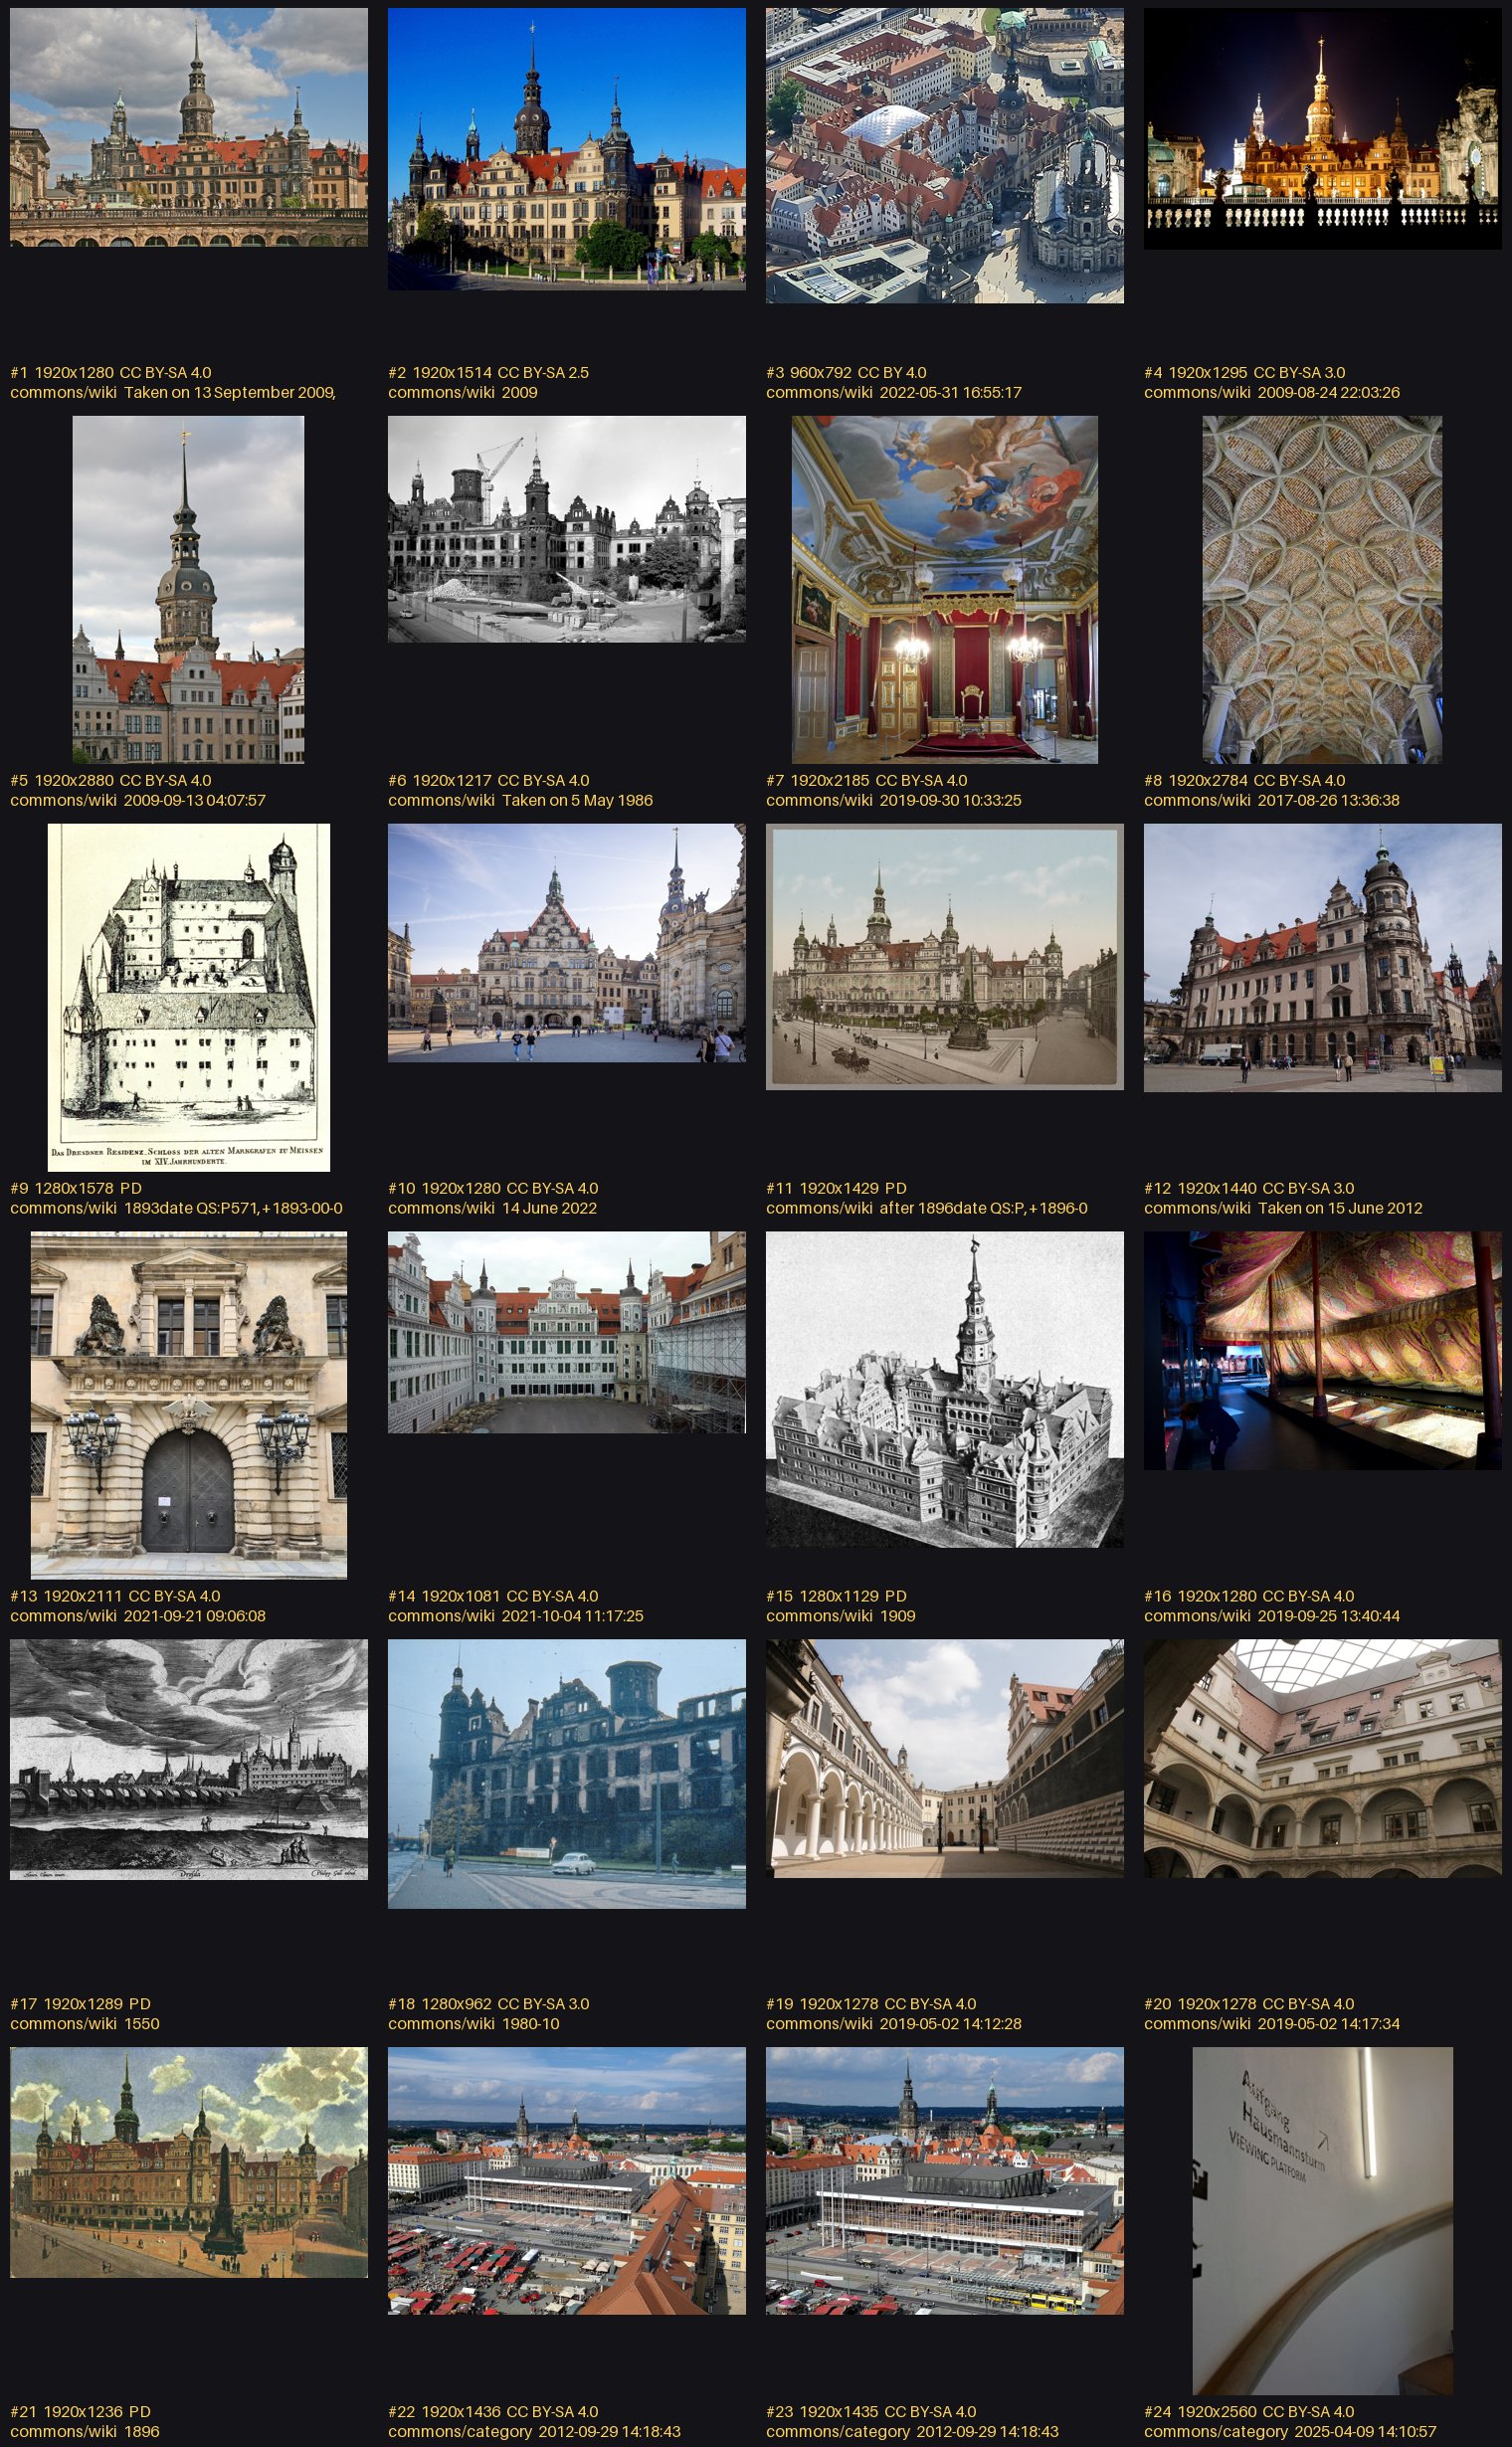 #1 1920x1280 CC BY-SA 4.0
commons/wiki Taken on 13 September 2009,
#2 1920x1514 CC BY-SA 2.5
commons/wiki 2009
#3 960x792 CC BY 4.0
commons/wiki 2022-05-31 16:55:17
#4 1920x1295 CC BY-SA 3.0
commons/wiki 2009-08-24 22:03:26
#5 1920x2880 CC BY-SA 4.0
commons/wiki 2009-09-13 04:07:57
#6 1920x1217 CC BY-SA 4.0
commons/wiki Taken on 5 May 1986
#7 1920x2185 CC BY-SA 4.0
commons/wiki 2019-09-30 10:33:25
#8 1920x2784 CC BY-SA 4.0
commons/wiki 2017-08-26 13:36:38
DAS DRESDNER RESIDENZ-SCHLOSS DER ALTEN MARKGRAFEN ZU MEISSEN
IM XIV. JAHRHUNDERTE.
#9 1280x1578 PD
commons/wiki 1893date QS:P571,+1893-00-0
#10 1920x1280 CC BY-SA 4.0
commons/wiki 14 June 2022
#11 1920x1429 PD
commons/wiki after 1896date QS:P,+1896-0
#12 1920x1440 CC BY-SA 3.0
commons/wiki Taken on 15 June 2012
#13 1920x2111 CC BY-SA 4.0
commons/wiki 2021-09-21 09:06:08
#14 1920x1081 CC BY-SA 4.0
commons/wiki 2021-10-04 11:17:25
#15 1280x1129 PD
commons/wiki 1909
#16 1920x1280 CC BY-SA 4.0
commons/wiki 2019-09-25 13:40:44
#17 1920x1289 PD
commons/wiki 1550
#18 1280x962 CC BY-SA 3.0
commons/wiki 1980-10
#19 1920x1278 CC BY-SA 4.0
commons/wiki 2019-05-02 14:12:28
#20 1920x1278 CC BY-SA 4.0
commons/wiki 2019-05-02 14:17:34
Aufgang
Hausmannsturm
VIEWING PLATFORM
#21 1920x1236 PD
commons/wiki 1896
#22 1920x1436 CC BY-SA 4.0
commons/category 2012-09-29 14:18:43
#23 1920x1435 CC BY-SA 4.0
commons/category 2012-09-29 14:18:43
#24 1920x2560 CC BY-SA 4.0
commons/category 2025-04-09 14:10:57